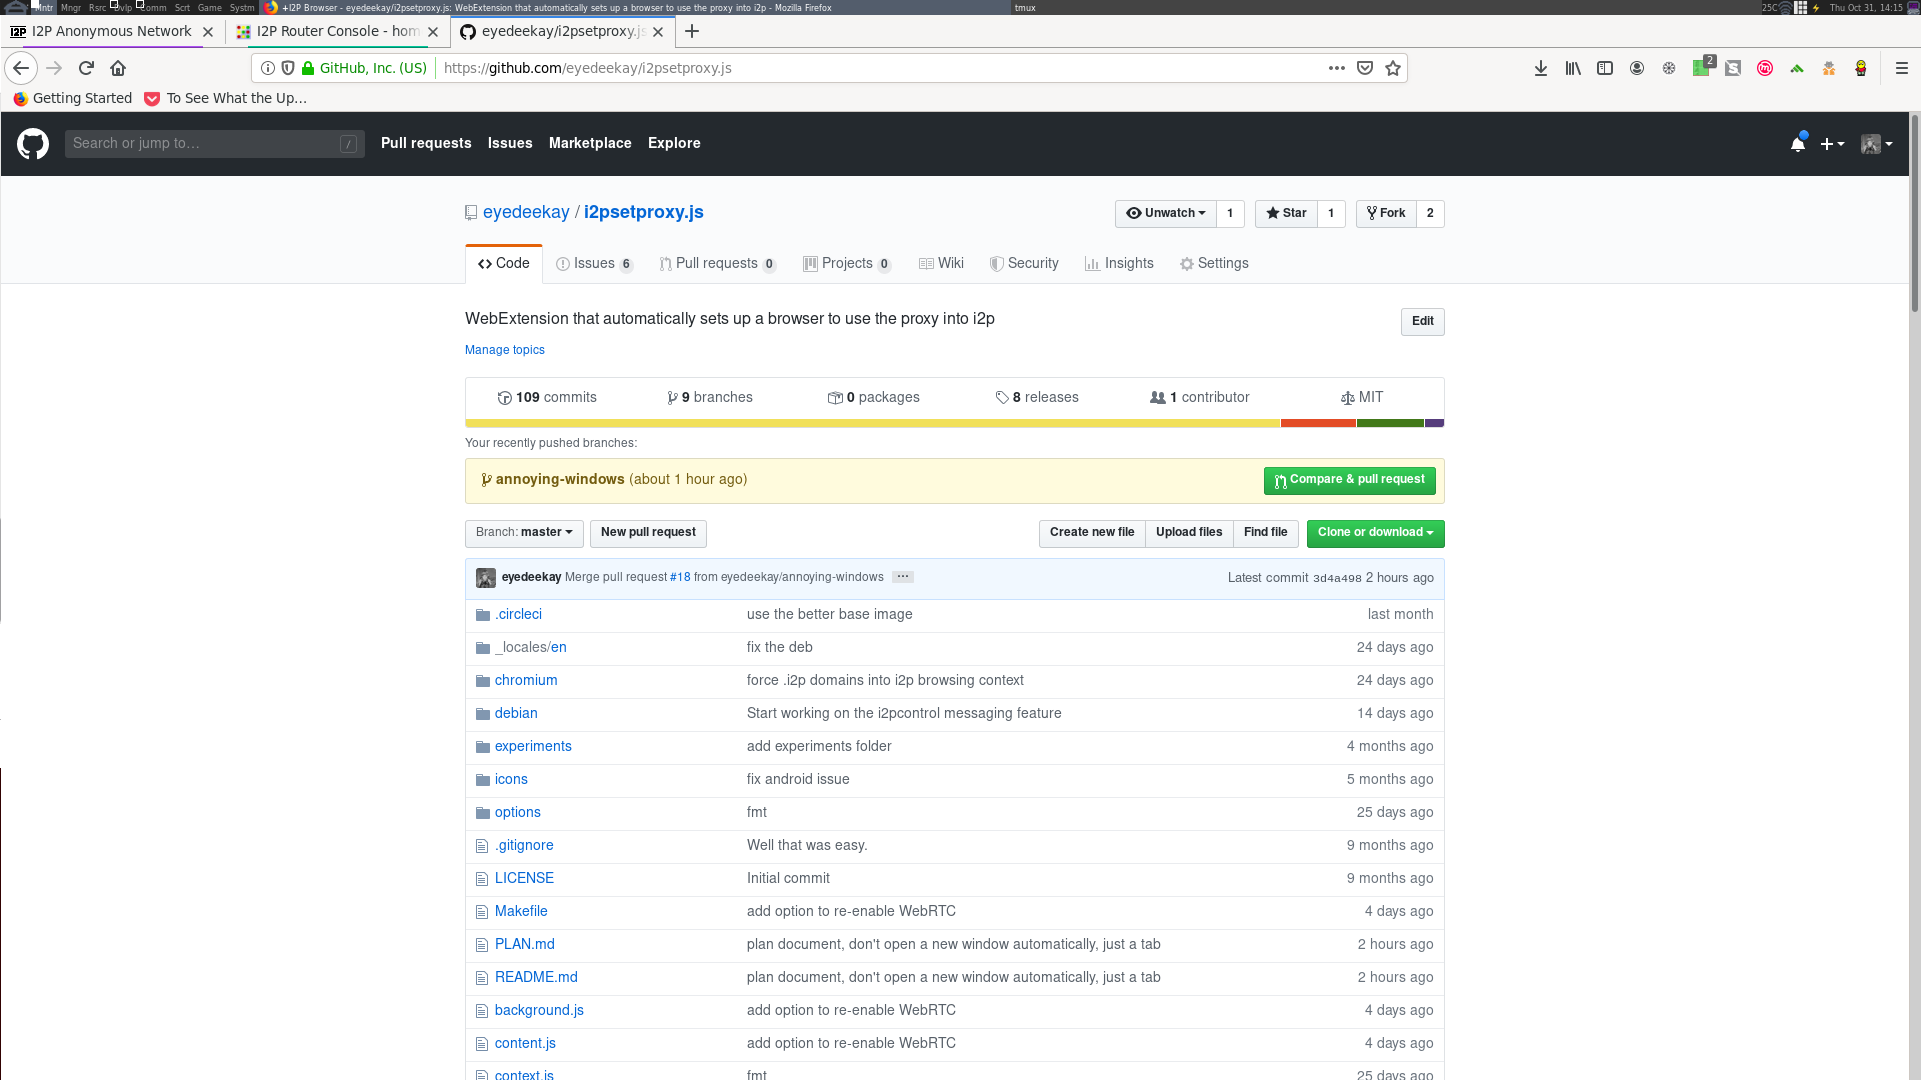 Mntr Mngr Rsrc Dvlp Comm Scrt Game Systm +I2P Browser - eyedeekay/i2psetproxy.js: WebExtension that automatically sets up a browser to use the proxy into i2p - Mozilla Firefox tmux 25C Thu Oct 31, 14:15
I2P I2P Anonymous Network I2P Router Console - hom eyedeekay/i2psetproxy.js
GitHub, Inc. (US) https://github.com/eyedeekay/i2psetproxy.js 2
Getting Started To See What the Up…
Search or jump to… / Pull requests Issues Marketplace Explore
eyedeekay / i2psetproxy.js Unwatch 1 Star 1 Fork 2
Code Issues 6 Pull requests 0 Projects 0 Wiki Security Insights Settings
WebExtension that automatically sets up a browser to use the proxy into i2p Edit
Manage topics
109 commits 9 branches 0 packages 8 releases 1 contributor MIT
Your recently pushed branches:
annoying-windows (about 1 hour ago) Compare & pull request
Branch: master New pull request Create new file Upload files Find file Clone or download
eyedeekay Merge pull request #18 from eyedeekay/annoying-windows … Latest commit 3d4a498 2 hours ago
.circleci use the better base image last month
_locales/en fix the deb 24 days ago
chromium force .i2p domains into i2p browsing context 24 days ago
debian Start working on the i2pcontrol messaging feature 14 days ago
experiments add experiments folder 4 months ago
icons fix android issue 5 months ago
options fmt 25 days ago
.gitignore Well that was easy. 9 months ago
LICENSE Initial commit 9 months ago
Makefile add option to re-enable WebRTC 4 days ago
PLAN.md plan document, don't open a new window automatically, just a tab 2 hours ago
README.md plan document, don't open a new window automatically, just a tab 2 hours ago
background.js add option to re-enable WebRTC 4 days ago
content.js add option to re-enable WebRTC 4 days ago
context.js fmt 25 days ago